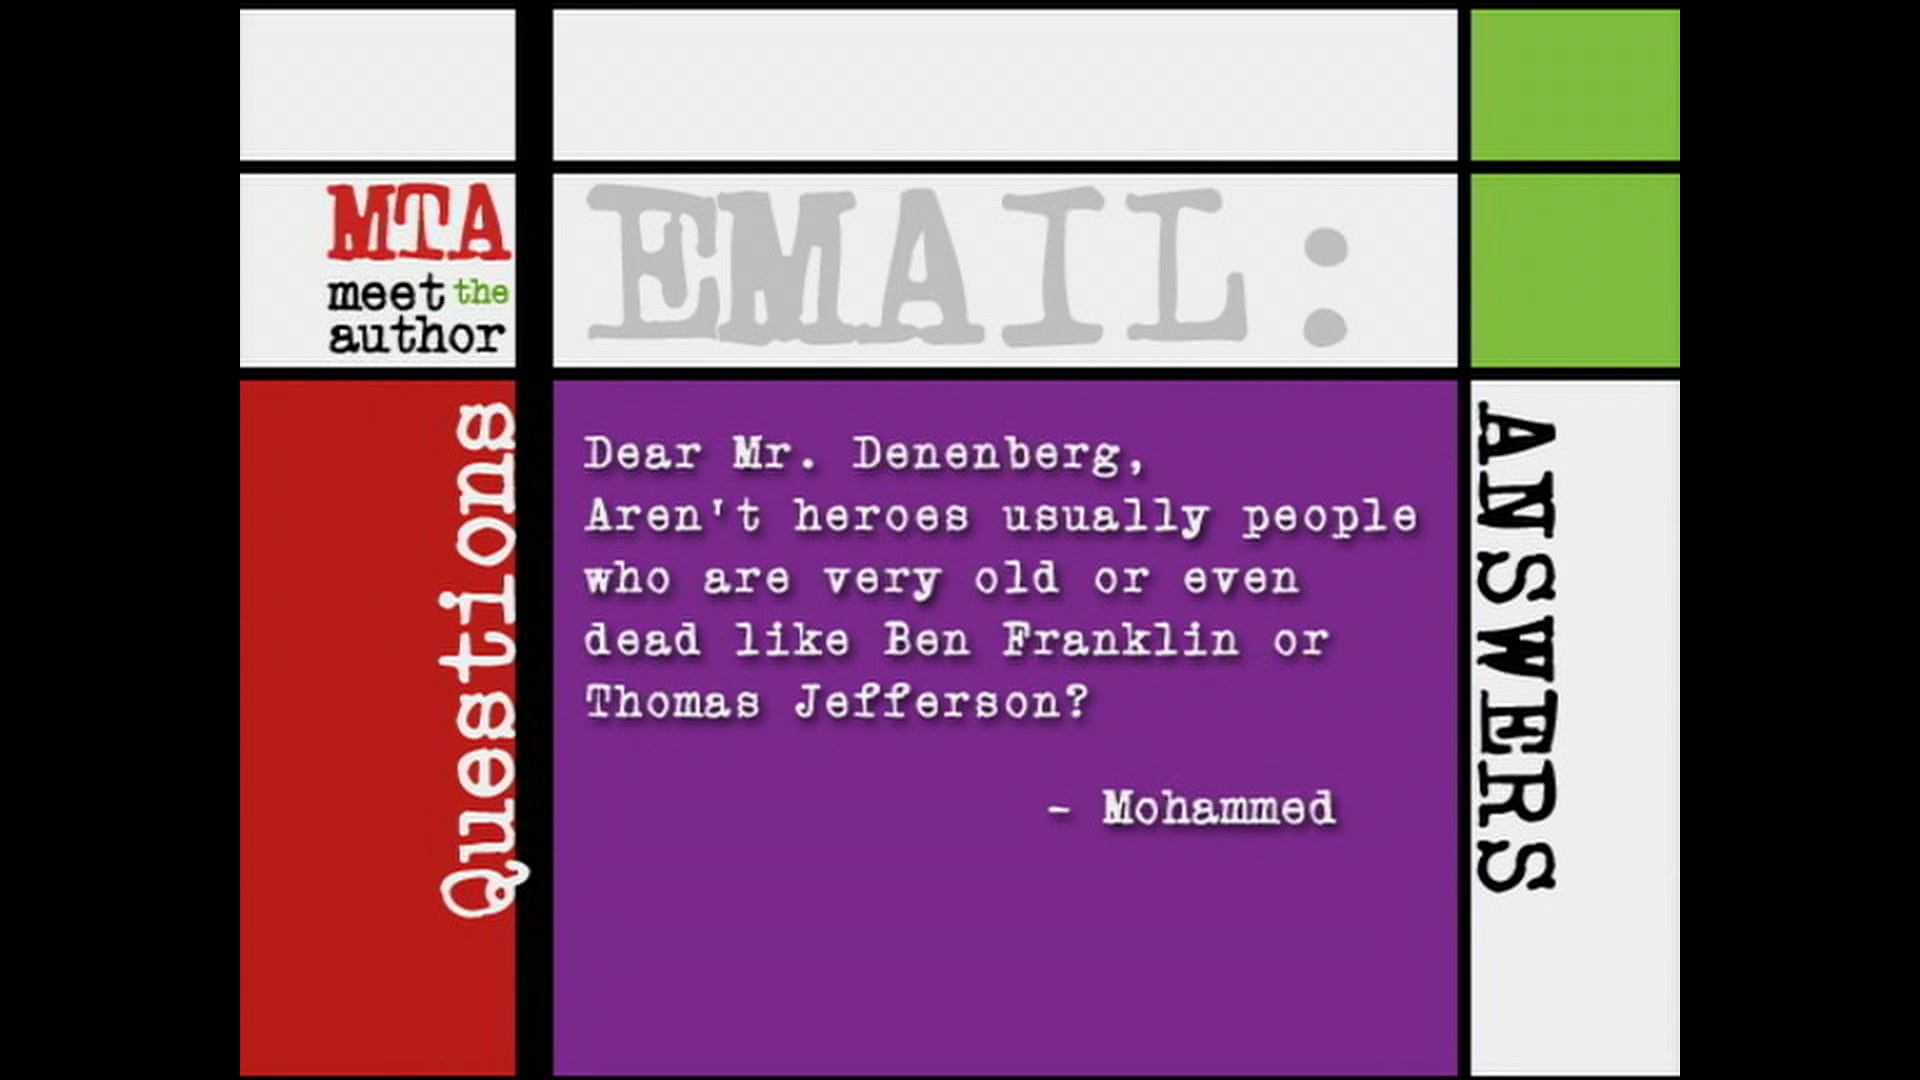 MTA
meet the
author
EMAIL:
Questions
Dear Mr. Denenberg,
Aren't heroes usually people
who are very old or even
dead like Ben Franklin or
Thomas Jefferson?
- Mohammed
ANSWERS